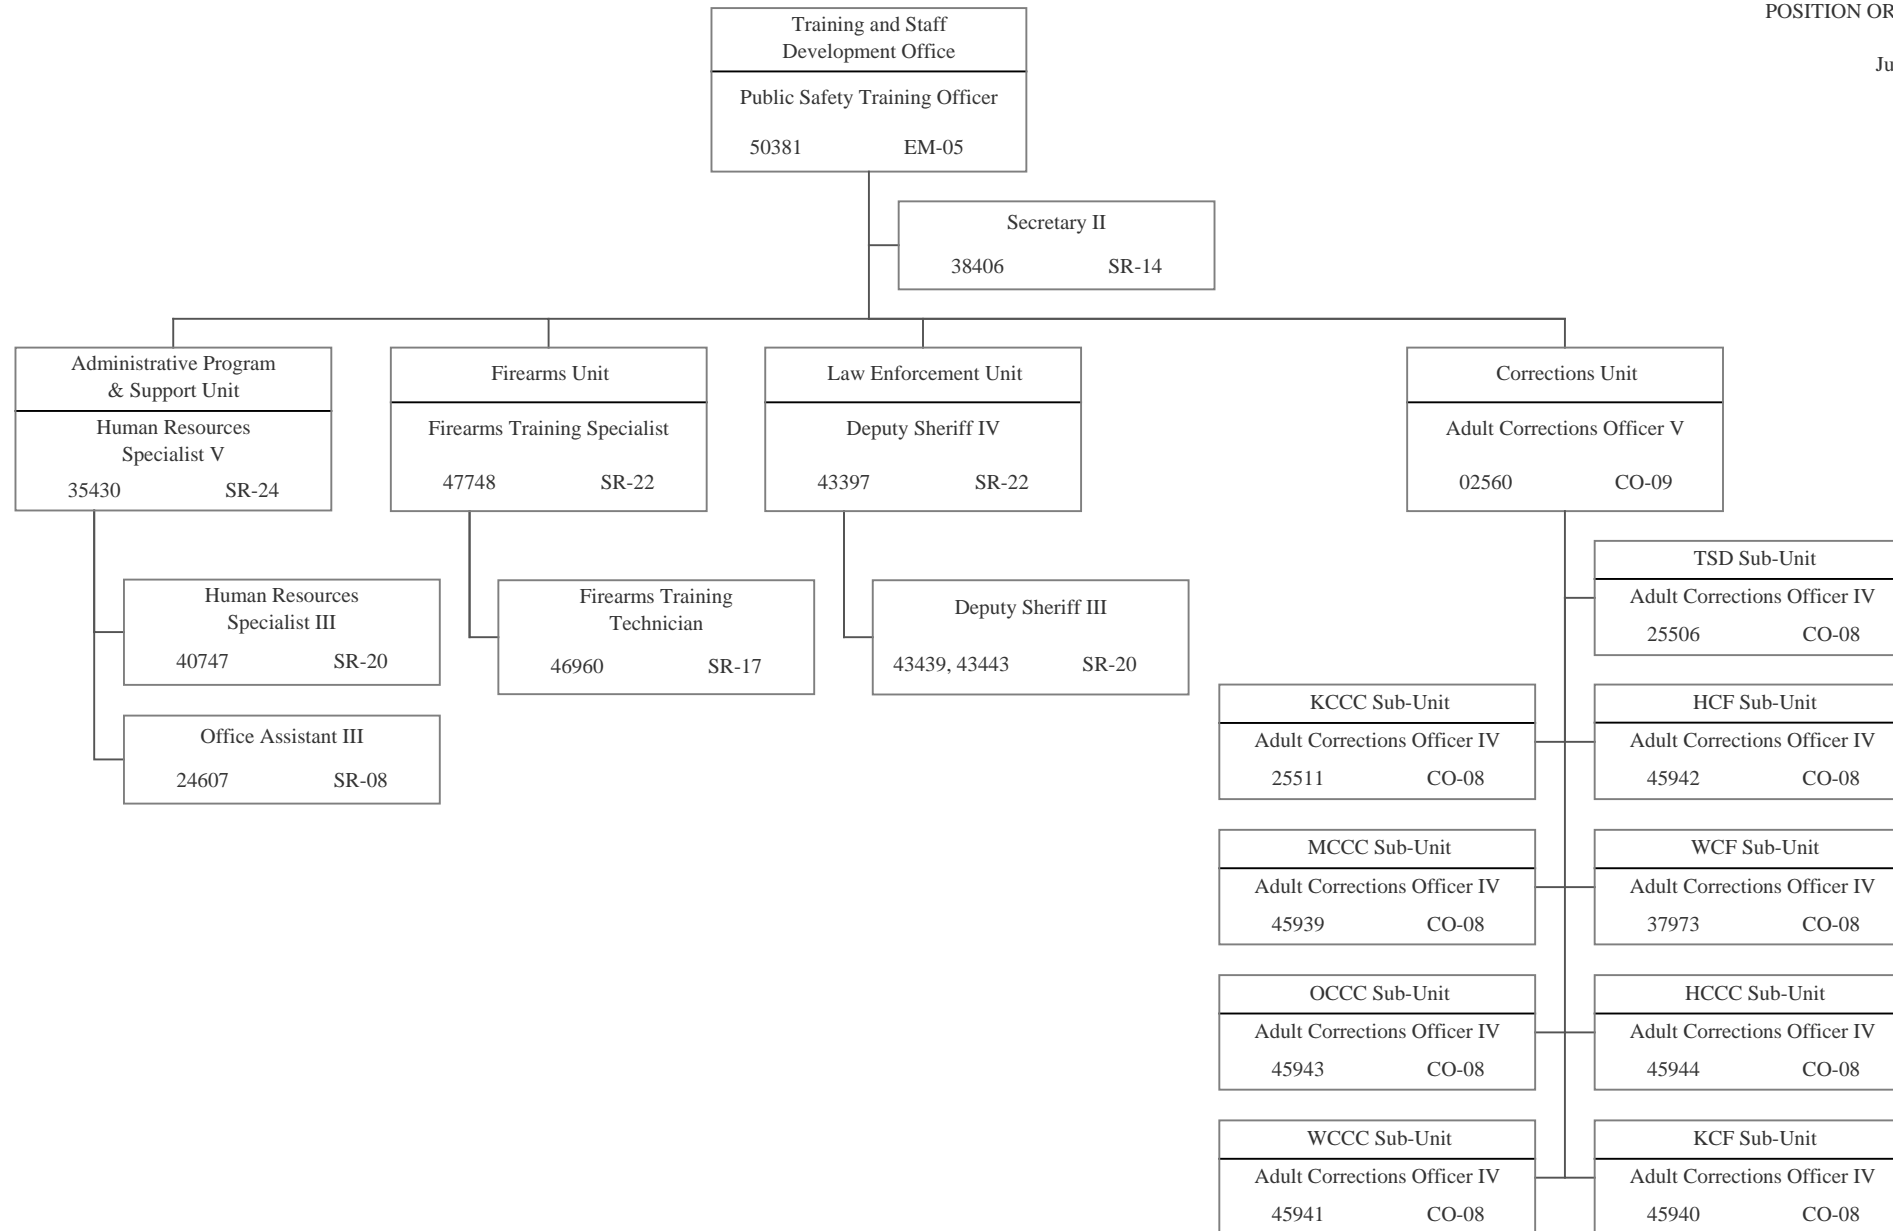 POSITION OR
Ju
Training and Staff
Development Office
Public Safety Training Officer
50381 EM-05
Secretary II
38406 SR-14
Administrative Program
& Support Unit
Human Resources
Specialist V
35430 SR-24
Firearms Unit
Firearms Training Specialist
47748 SR-22
Law Enforcement Unit
Deputy Sheriff IV
43397 SR-22
Corrections Unit
Adult Corrections Officer V
02560 CO-09
Human Resources
Specialist III
40747 SR-20
Office Assistant III
24607 SR-08
Firearms Training
Technician
46960 SR-17
Deputy Sheriff III
43439, 43443 SR-20
TSD Sub-Unit
Adult Corrections Officer IV
25506 CO-08
KCCC Sub-Unit
Adult Corrections Officer IV
25511 CO-08
HCF Sub-Unit
Adult Corrections Officer IV
45942 CO-08
MCCC Sub-Unit
Adult Corrections Officer IV
45939 CO-08
WCF Sub-Unit
Adult Corrections Officer IV
37973 CO-08
OCCC Sub-Unit
Adult Corrections Officer IV
45943 CO-08
HCCC Sub-Unit
Adult Corrections Officer IV
45944 CO-08
WCCC Sub-Unit
Adult Corrections Officer IV
45941 CO-08
KCF Sub-Unit
Adult Corrections Officer IV
45940 CO-08